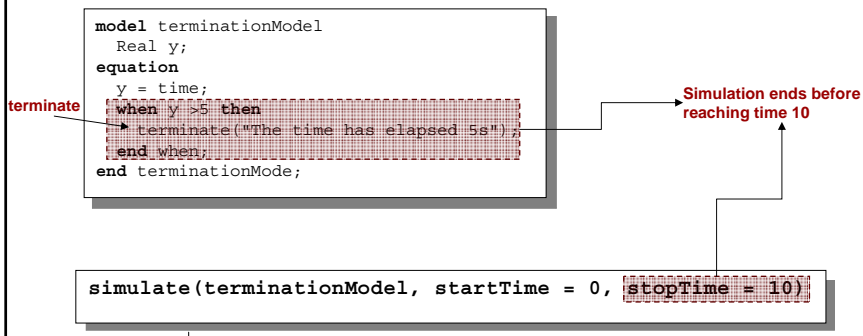 model terminationModel
Real y;
equation
y = time;
when y >5 then
terminate("The time has elapsed 5s");
end when;
end terminationMode;
terminate
Simulation ends before
reaching time 10
simulate(terminationModel, startTime = 0, stopTime = 10)